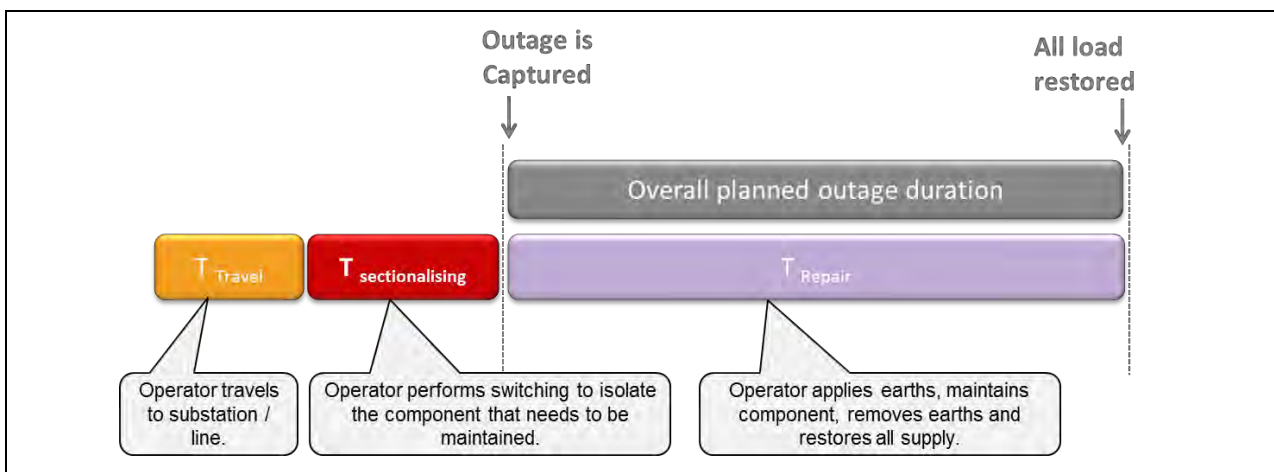 Outage is
Captured
All load
restored
Overall planned outage duration
T Travel
T sectionalising
T Repair
Operator travels
to substation /
line.
Operator performs switching to isolate
the component that needs to be
maintained.
Operator applies earths, maintains
component, removes earths and
restores all supply.